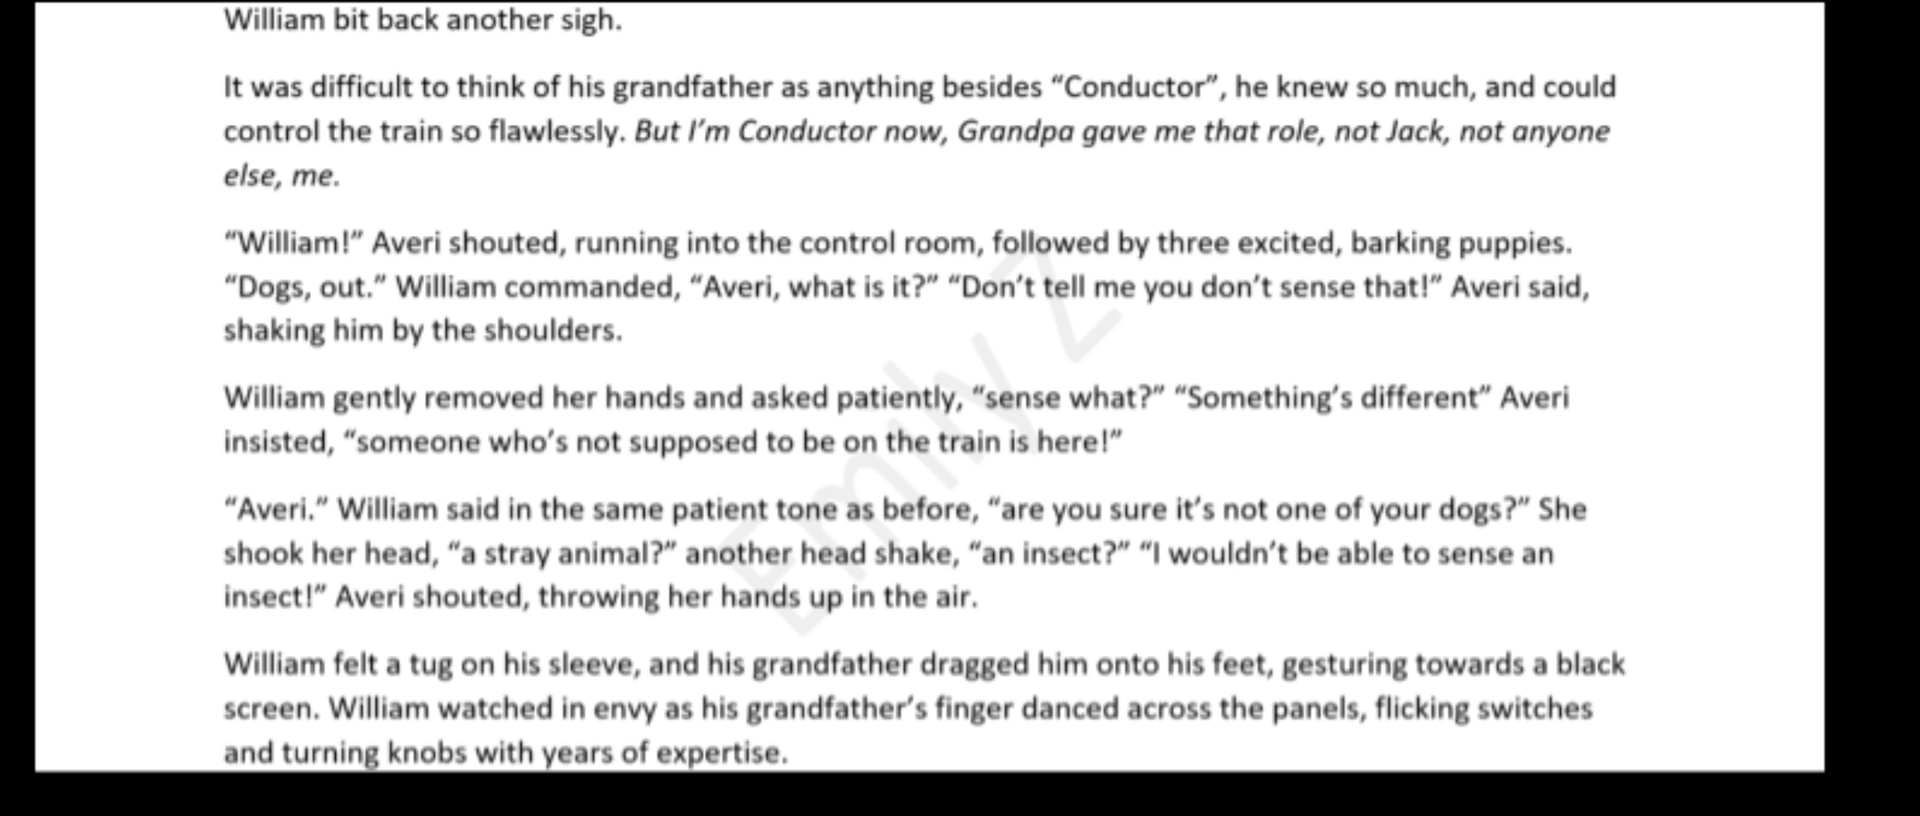 William bit back another sigh.
It was difficult to think of his grandfather as anything besides “Conductor”, he knew so much, and could
control the train so flawlessly. But I’m Conductor now, Grandpa gave me that role, not Jack, not anyone
else, me.
“William!” Averi shouted, running into the control room, followed by three excited, barking puppies.
“Dogs, out.” William commanded, “Averi, what is it?” “Don’t tell me you don’t sense that!” Averi said,
shaking him by the shoulders.
William gently removed her hands and asked patiently, “sense what?” “Something’s different” Averi
insisted, “someone who’s not supposed to be on the train is here!”
“Averi.” William said in the same patient tone as before, “are you sure it’s not one of your dogs?” She
shook her head, “a stray animal?” another head shake, “an insect?” “I wouldn’t be able to sense an
insect!” Averi shouted, throwing her hands up in the air.
William felt a tug on his sleeve, and his grandfather dragged him onto his feet, gesturing towards a black
screen. William watched in envy as his grandfather’s finger danced across the panels, flicking switches
and turning knobs with years of expertise.
Emily Z